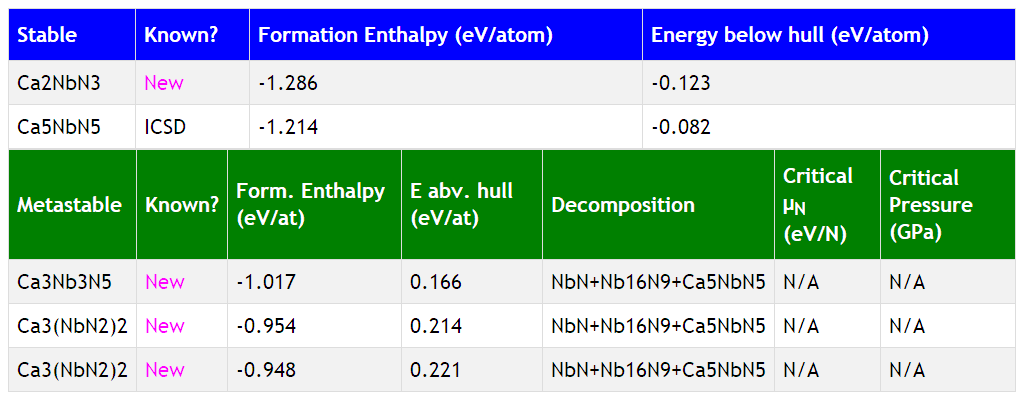 Stable Known? Formation Enthalpy (eV/atom) Energy below hull (eV/atom)
Ca2NbN3 New -1.286 -0.123
Ca5NbN5 ICSD -1.214 -0.082
Metastable Known? Form. Enthalpy (eV/at) E abv. hull (eV/at) Decomposition Critical μN (eV/N) Critical Pressure (GPa)
Ca3Nb3N5 New -1.017 0.166 NbN+Nb16N9+Ca5NbN5 N/A N/A
Ca3(NbN2)2 New -0.954 0.214 NbN+Nb16N9+Ca5NbN5 N/A N/A
Ca3(NbN2)2 New -0.948 0.221 NbN+Nb16N9+Ca5NbN5 N/A N/A